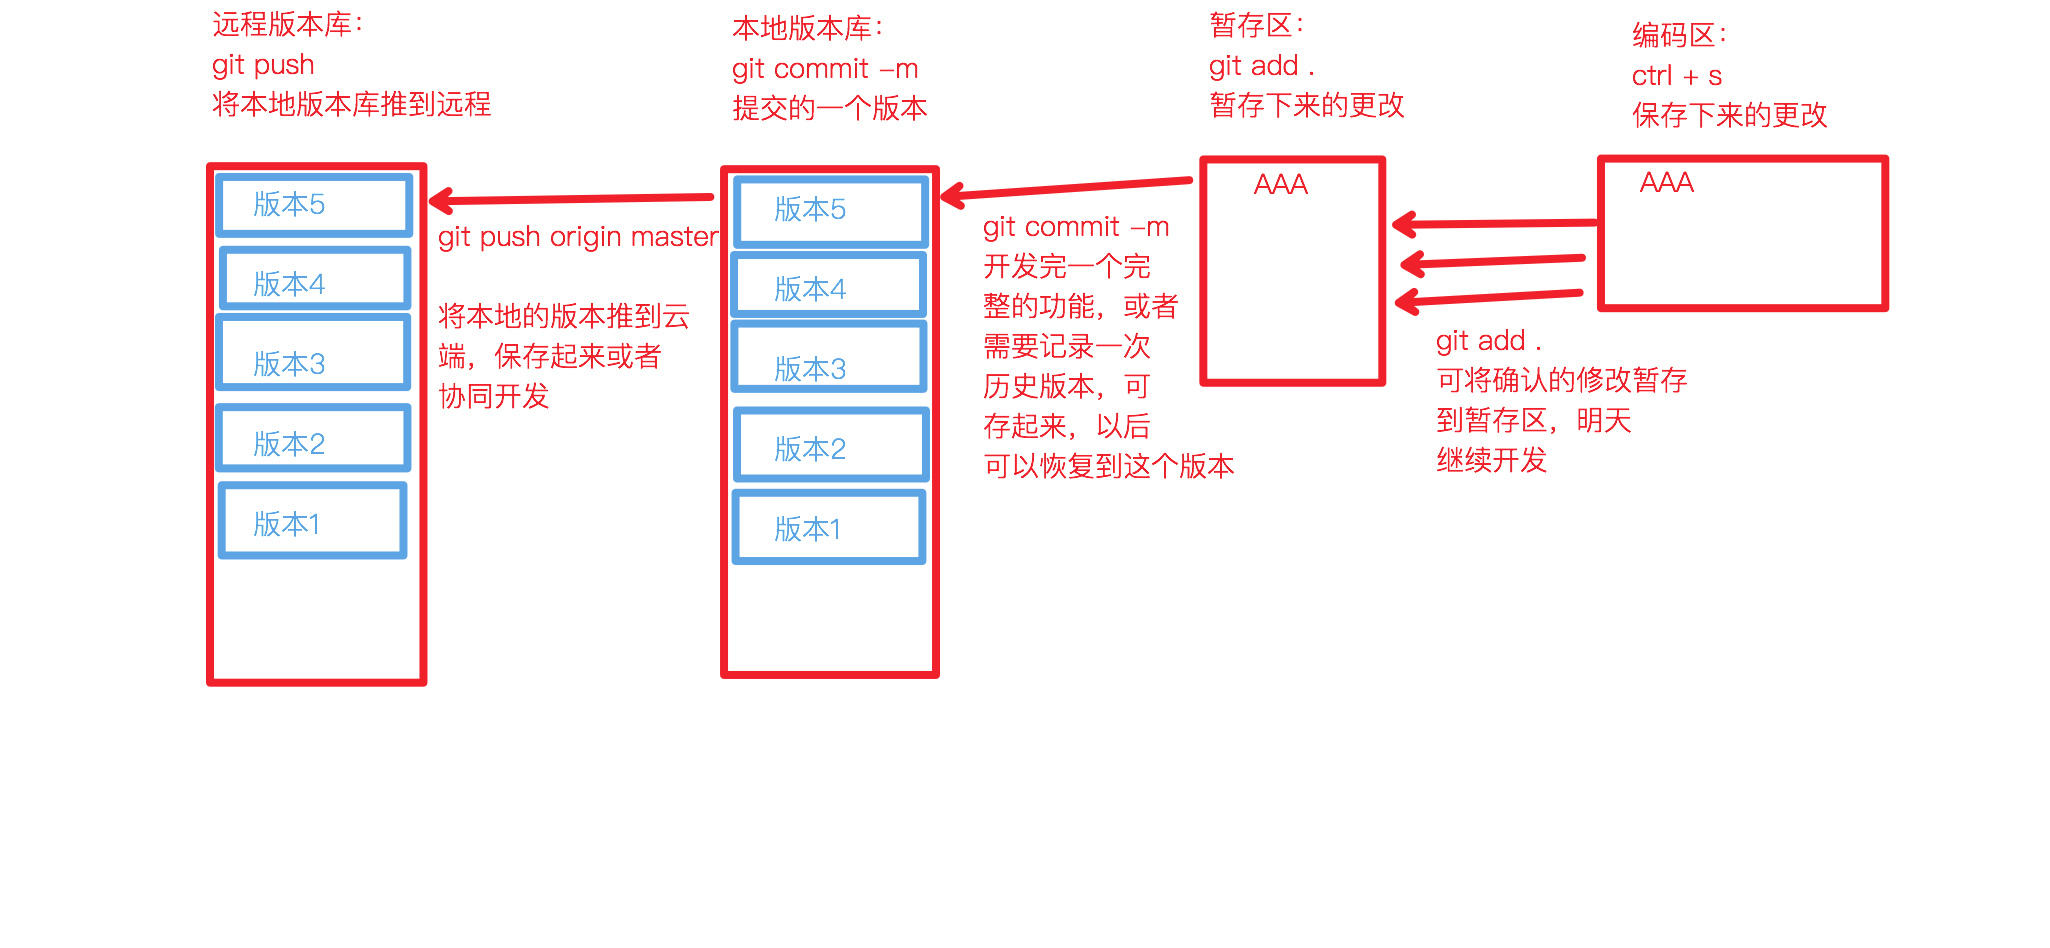 远程版本库：
git push
将本地版本库推到远程
本地版本库：
git commit -m
提交的一个版本
暂存区：
git add .
暂存下来的更改
编码区：
ctrl + s
保存下来的更改
版本5
版本4
版本3
版本2
版本1
git push origin master
将本地的版本推到云
端，保存起来或者
协同开发
版本5
版本4
版本3
版本2
版本1
git commit -m
开发完一个完
整的功能，或者
需要记录一次
历史版本，可
存起来，以后
可以恢复到这个版本
AAA
git add .
可将确认的修改暂存
到暂存区，明天
继续开发
AAA